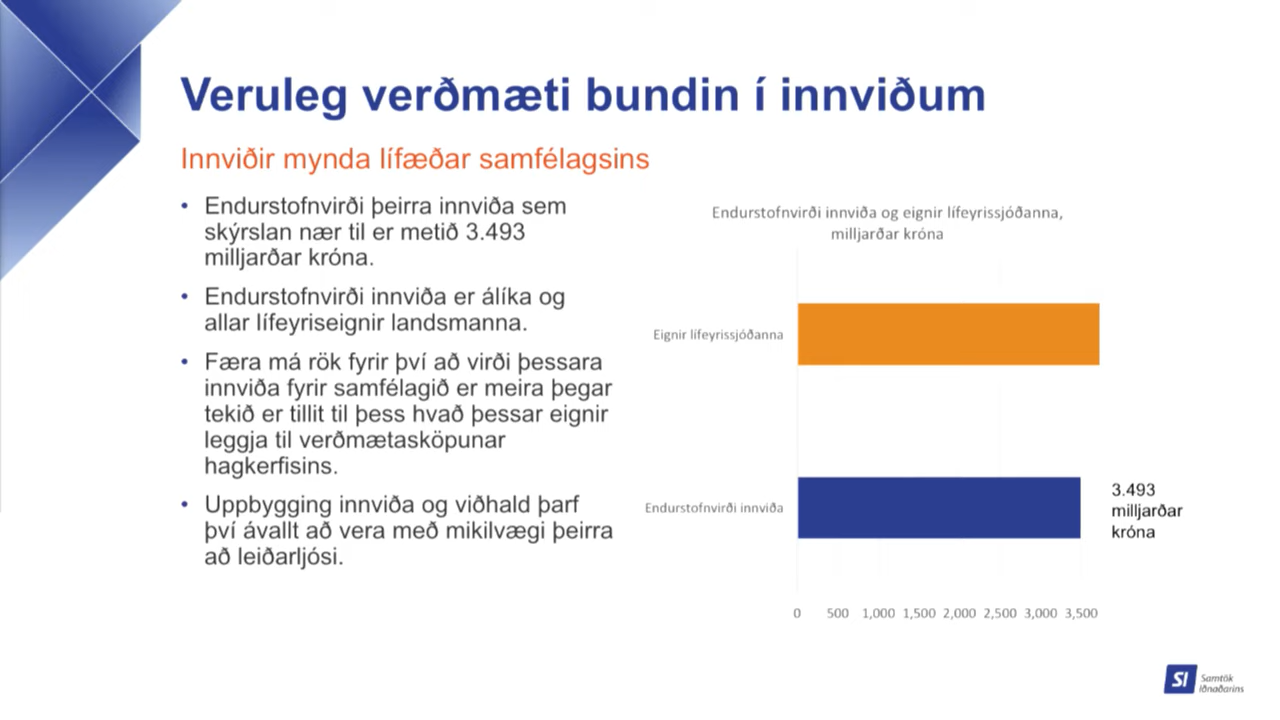 Veruleg verðmæti bundin í innviðum
Innviðir mynda lífæðar samfélagsins
• Endurstofnvirði þeirra innviða sem
skýrslan nær til er metið 3.493
milljarðar króna.
• Endurstofnvirði innviða er álíka og
allar lífeyriseignir landsmanna.
• Færa má rök fyrir því að virði þessara
innviða fyrir samfélagið er meira þegar
tekið er tillit til þess hvað þessar eignir
leggja til verðmætasköpunar
hagkerfisins.
• Uppbygging innviða og viðhald þarf
því ávallt að vera með mikilvægi þeirra
að leiðarljósi.
Endurstofnvirði innviða og eignir lífeyrissjóðanna,
milljarðar króna
Eignir lífeyrissjóðanna
Endurstofnvirði innviða
3.493
milljarðar
króna
0 500 1,000 1,500 2,000 2,500 3,000 3,500
SI Samtök
iðnaðarins